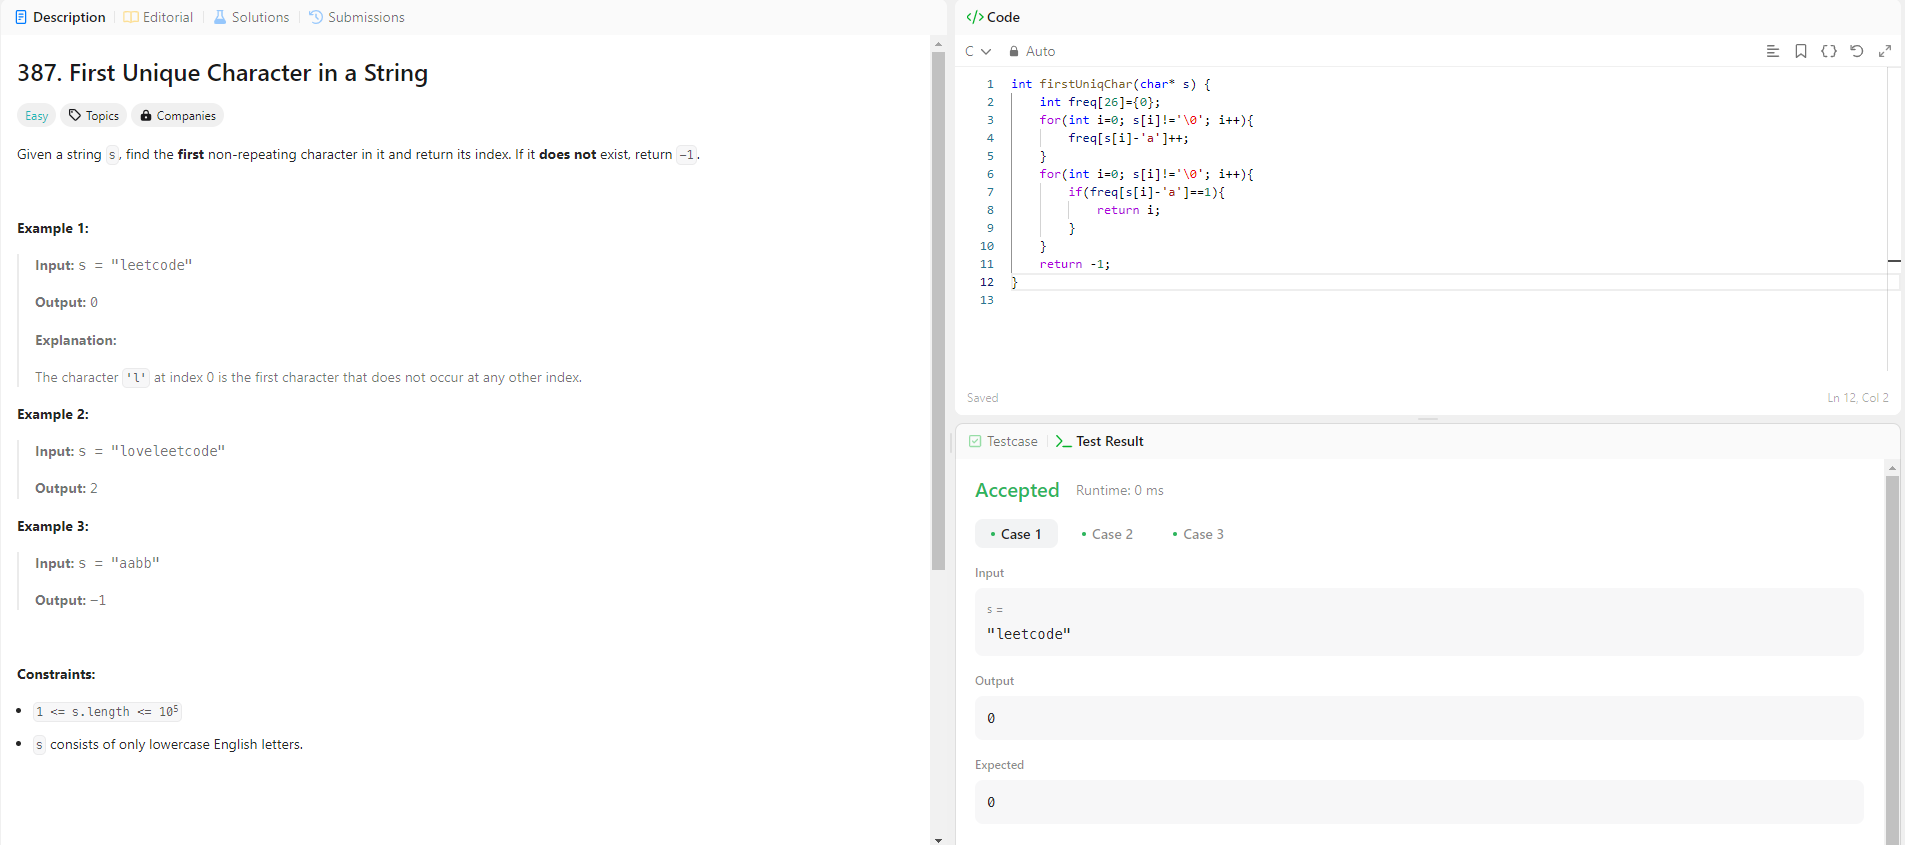 Description
Editorial
Solutions
Submissions
387. First Unique Character in a String
Easy
Topics
Companies
Given a string s, find the first non-repeating character in it and return its index. If it does not exist, return -1.
Example 1:
Input: s = "leetcode"
Output: 0
Explanation:
The character 'l' at index 0 is the first character that does not occur at any other index.
Example 2:
Input: s = "loveleetcode"
Output: 2
Example 3:
Input: s = "aabb"
Output: -1
Constraints:
• 1 <= s.length <= 10⁵
• s consists of only lowercase English letters.
</> Code
C
Auto
1 int firstUniqChar(char* s) {
2     int freq[26]={0};
3     for(int i=0; s[i]!='\0'; i++){
4         freq[s[i]-'a']++;
5     }
6     for(int i=0; s[i]!='\0'; i++){
7         if(freq[s[i]-'a']==1){
8             return i;
9         }
10     }
11     return -1;
12 }
13
Saved
Ln 12, Col 2
Testcase
Test Result
Accepted
Runtime: 0 ms
• Case 1
• Case 2
• Case 3
Input
s =
"leetcode"
Output
0
Expected
0